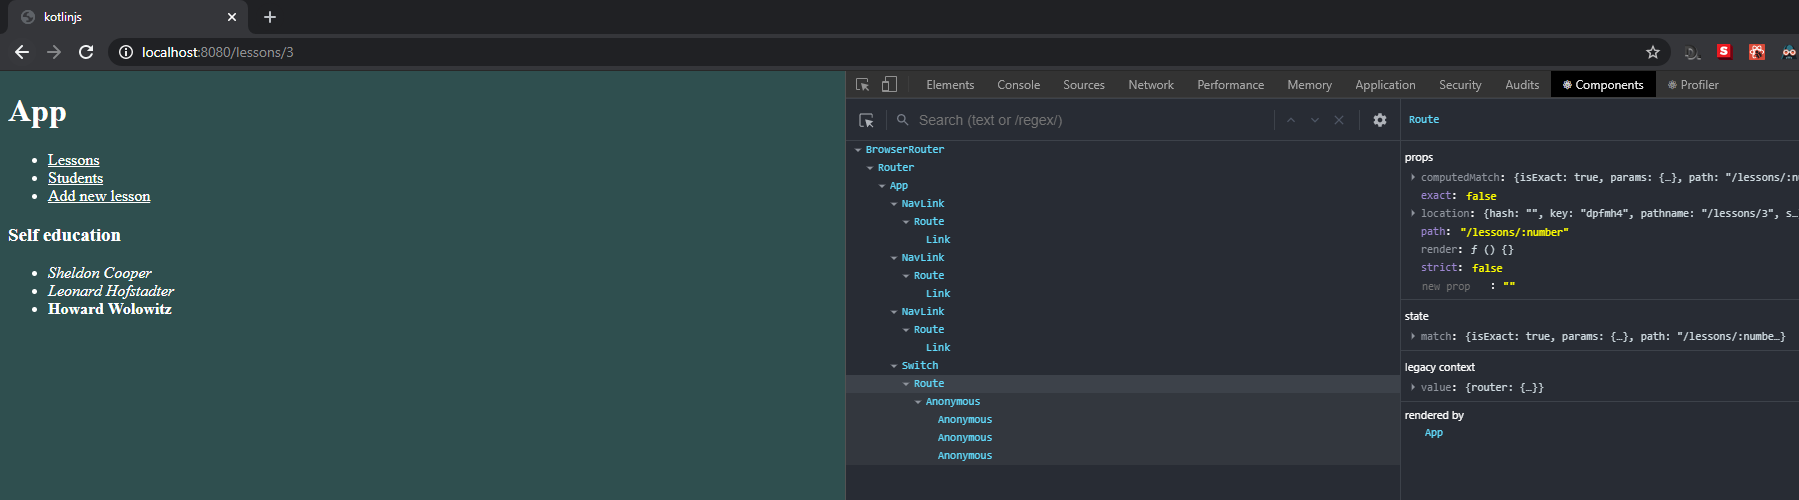 kotlinjs
localhost:8080/lessons/3
S
App
Lessons
Students
Add new lesson
Self education
Sheldon Cooper
Leonard Hofstadter
Howard Wolowitz
Elements Console Sources Network Performance Memory Application Security Audits Components Profiler
Search (text or /regex/)
BrowserRouter
Router
App
NavLink
Route
Link
NavLink
Route
Link
NavLink
Route
Link
Switch
Route
Anonymous
Anonymous
Anonymous
Anonymous
Route
props
computedMatch: {isExact: true, params: {…}, path: "/lessons/:nu
exact: false
location: {hash: "", key: "dpfmh4", pathname: "/lessons/3", s…
path: "/lessons/:number"
render: ƒ () {}
strict: false
new prop : ""
state
match: {isExact: true, params: {…}, path: "/lessons/:numbe…}
legacy context
value: {router: {…}}
rendered by
App